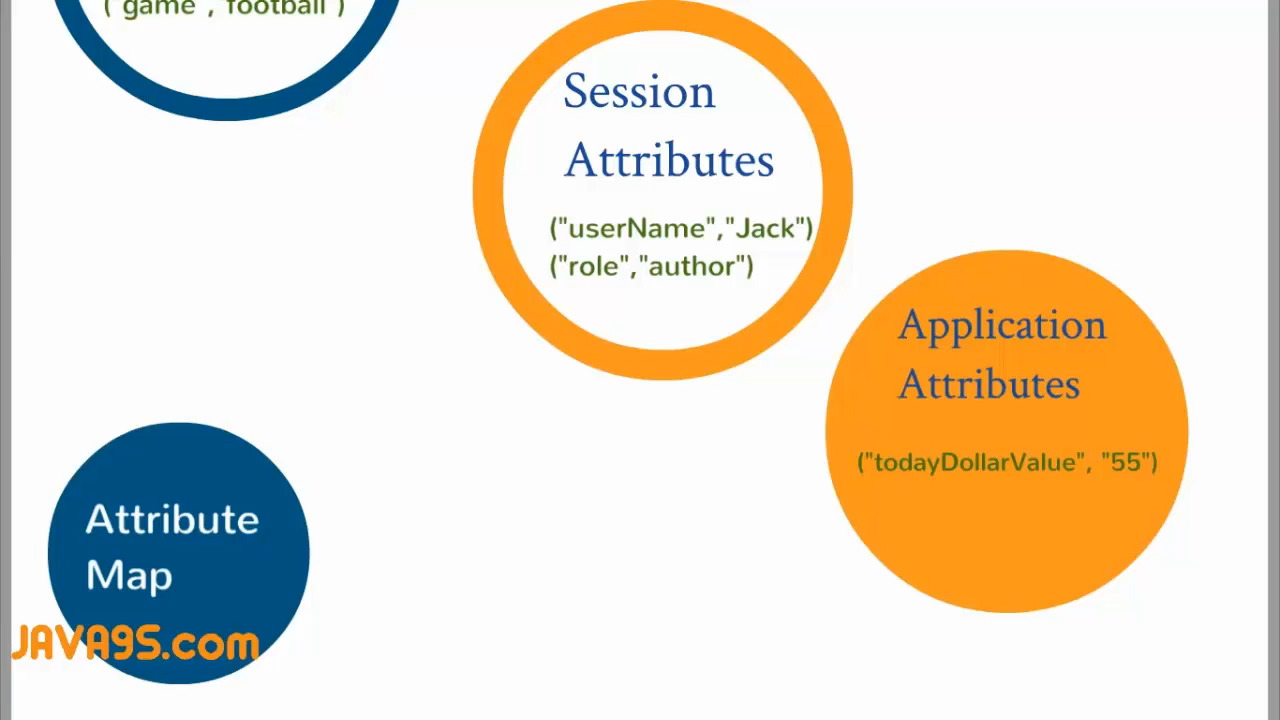 ("game","football")
Session
Attributes
("userName","Jack")
("role","author")
Application
Attributes
("todayDollarValue", "55")
Attribute
Map
JAVA9S.com